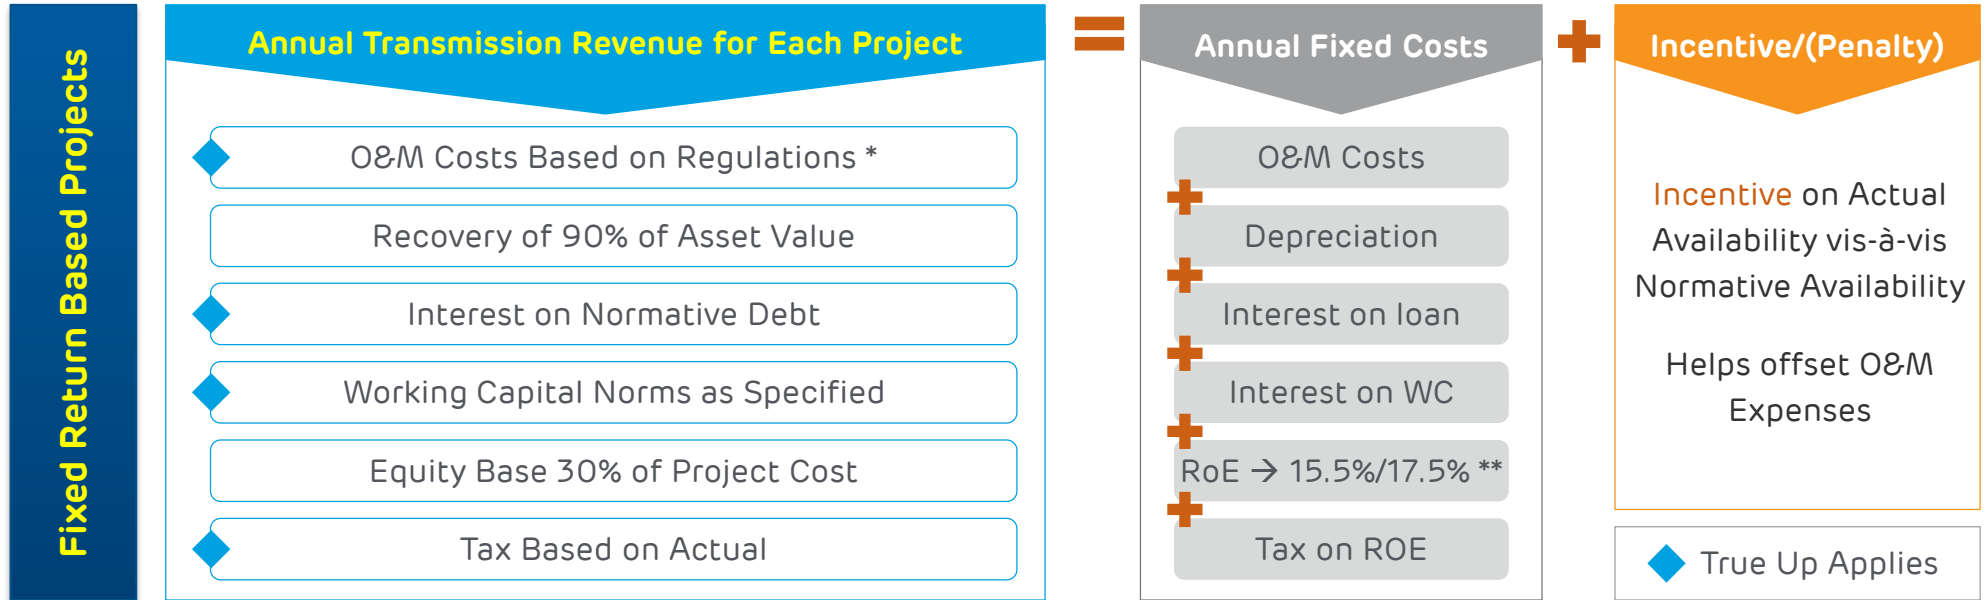 Fixed Return Based Projects
Annual Transmission Revenue for Each Project
O&M Costs Based on Regulations *
Recovery of 90% of Asset Value
Interest on Normative Debt
Working Capital Norms as Specified
Equity Base 30% of Project Cost
Tax Based on Actual
=
Annual Fixed Costs
O&M Costs
+
Depreciation
+
Interest on loan
+
Interest on WC
+
RoE → 15.5%/17.5% **
+
Tax on ROE
+
Incentive/(Penalty)
Incentive on Actual
Availability vis-à-vis
Normative Availability
Helps offset O&M
Expenses
True Up Applies